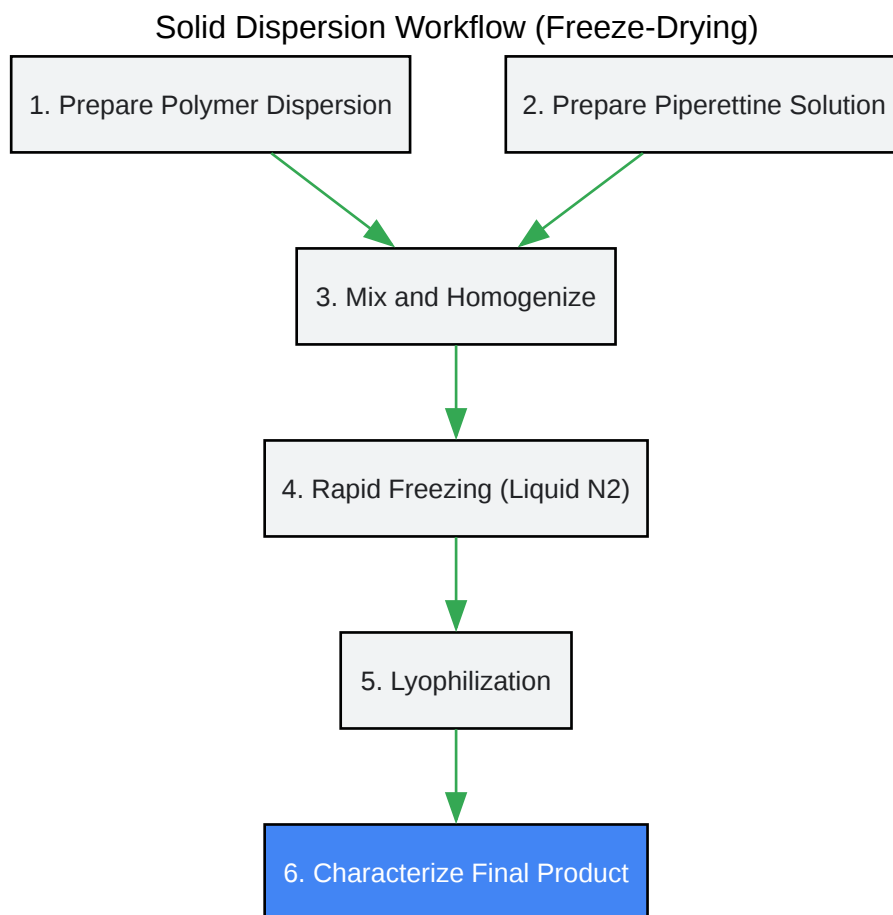 Solid Dispersion Workflow (Freeze-Drying)
1. Prepare Polymer Dispersion
2. Prepare Piperettine Solution
3. Mix and Homogenize
4. Rapid Freezing (Liquid N2)
5. Lyophilization
6. Characterize Final Product